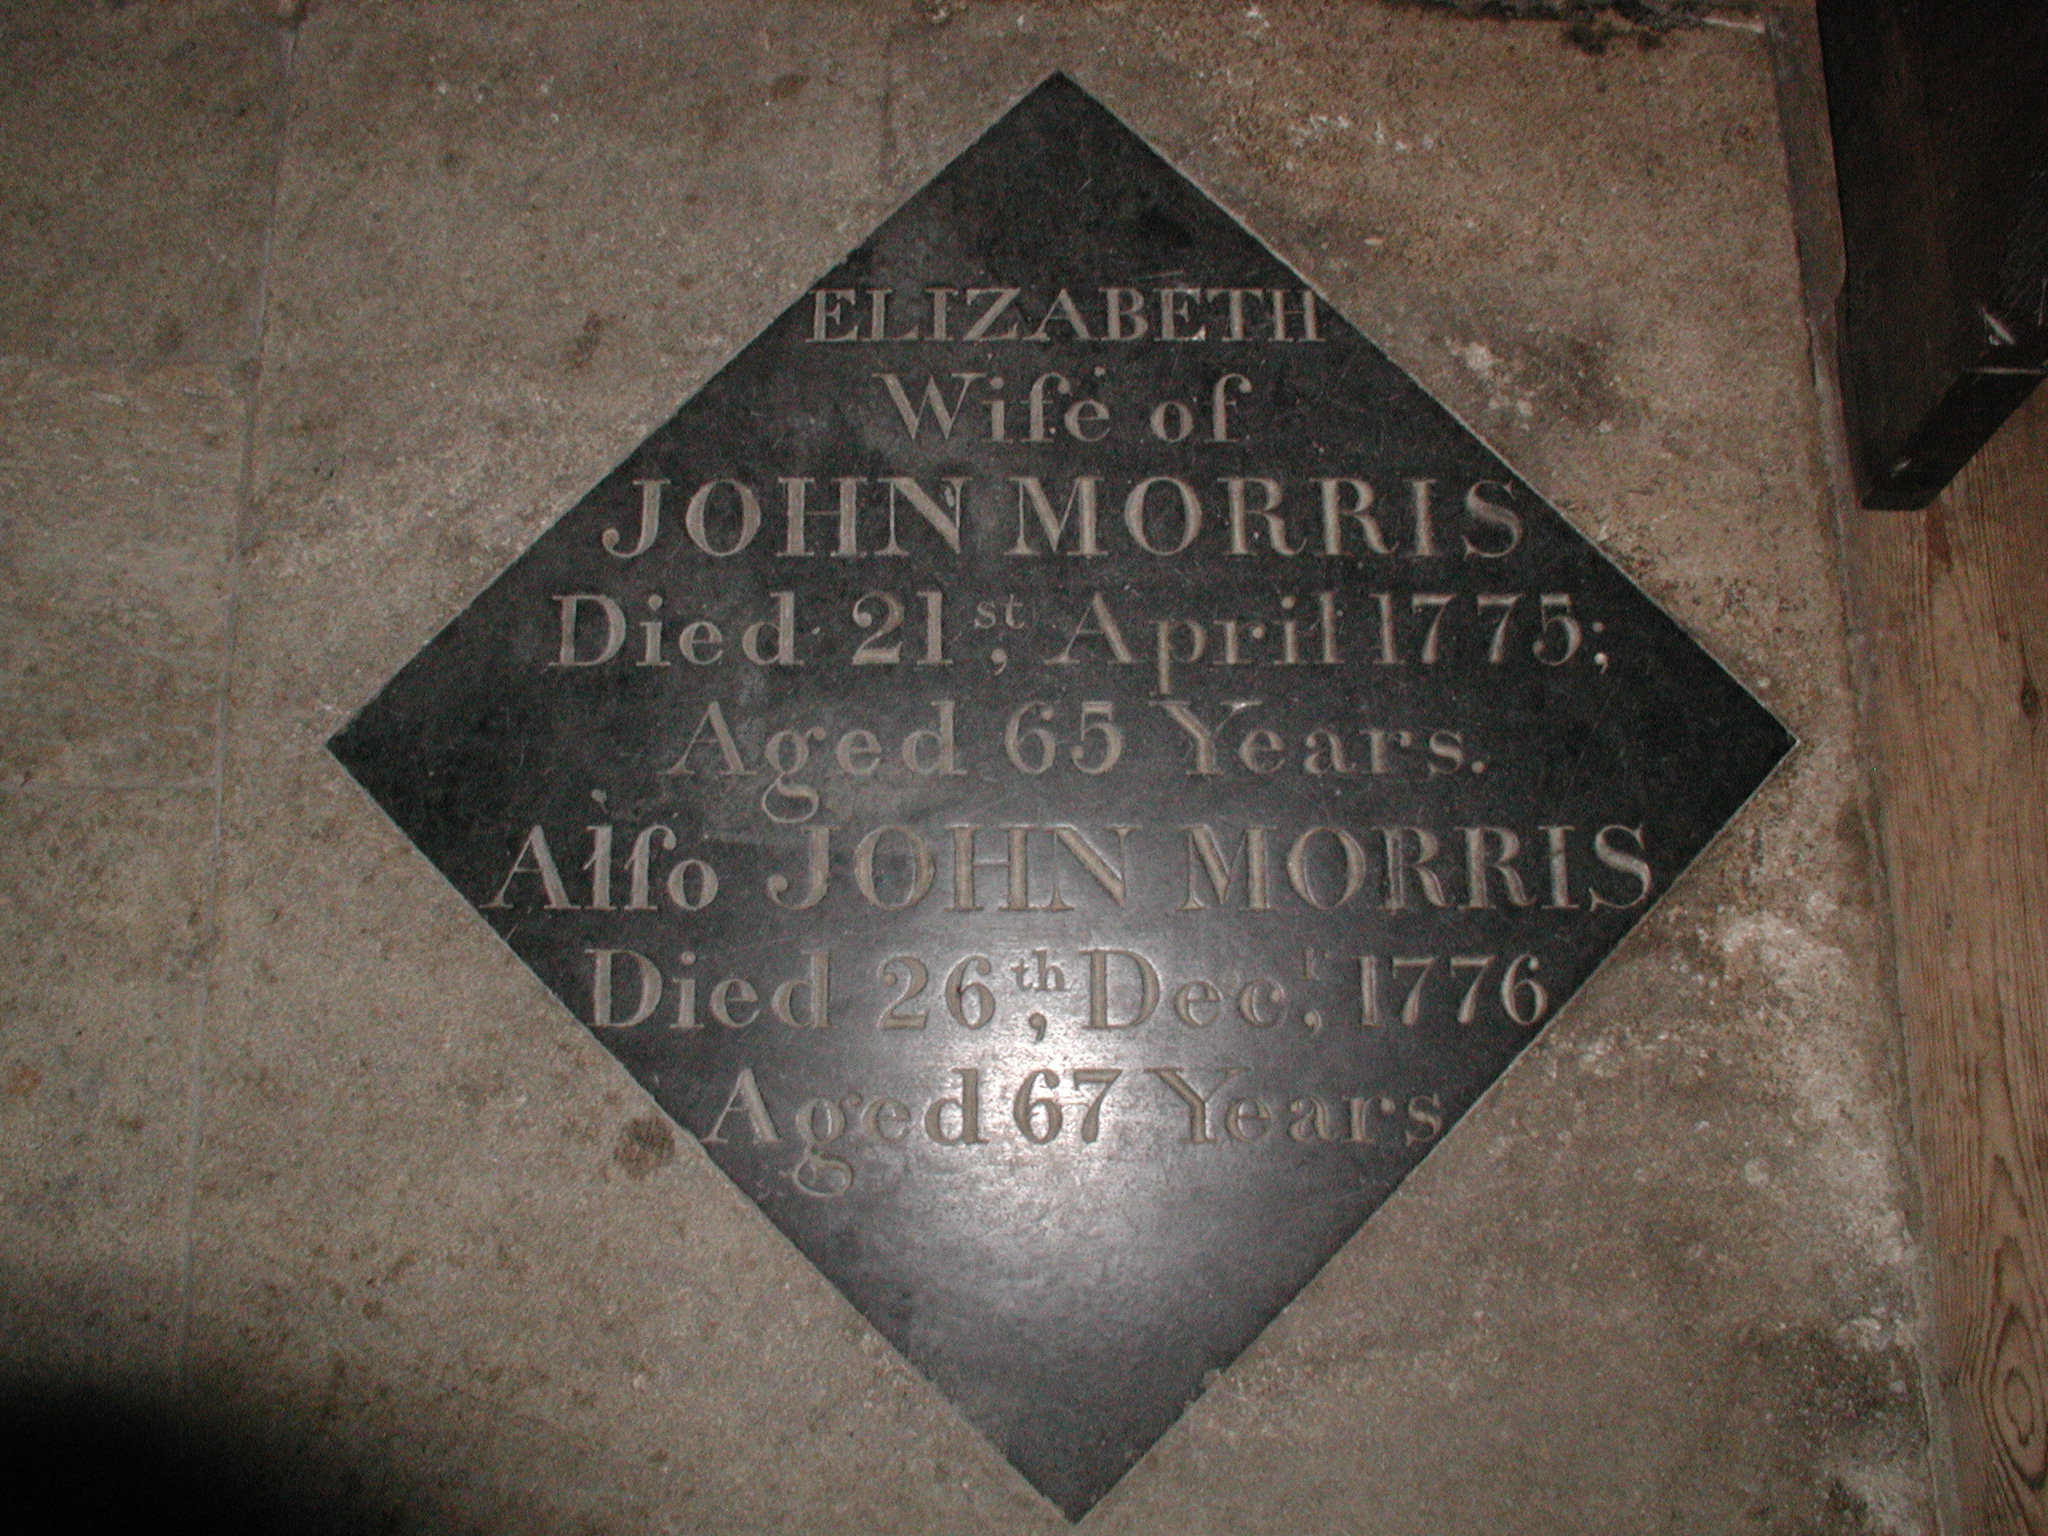 ELIZABETH
Wife of
JOHN MORRIS
Died 21st, April 1775;
Aged 65 Years.
Alſo JOHN MORRIS
Died 26th, Decr, 1776
Aged 67 Years